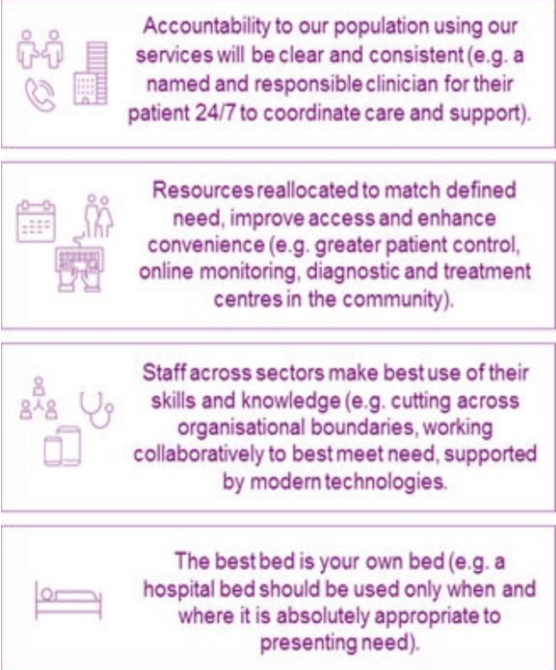 Accountability to our population using our
services will be clear and consistent (e.g. a
named and responsible clinician for their
patient 24/7 to coordinate care and support).
Resources reallocated to match defined
need, improve access and enhance
convenience (e.g. greater patient control,
online monitoring, diagnostic and treatment
centres in the community).
Staff across sectors make best use of their
skills and knowledge (e.g. cutting across
organisational boundaries, working
collaboratively to best meet need, supported
by modern technologies.
The best bed is your own bed (e.g. a
hospital bed should be used only when and
where it is absolutely appropriate to
presenting need).